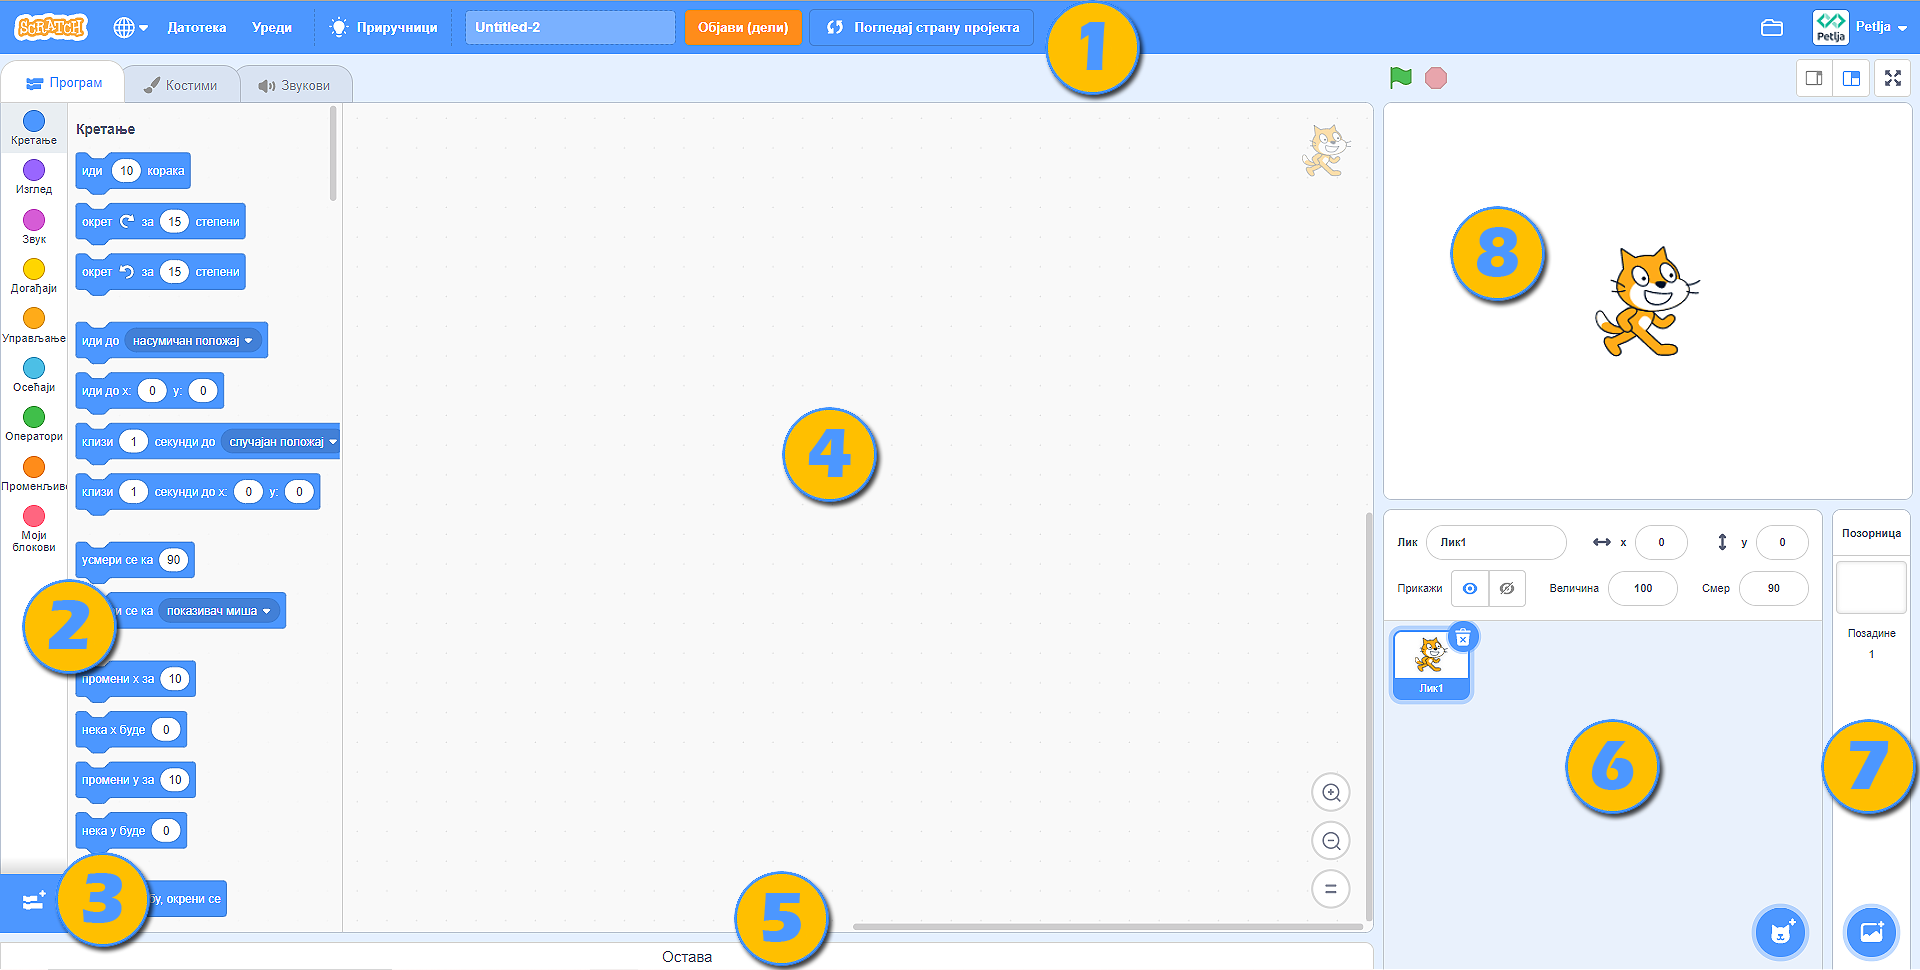 SCRATCH Датотека Уреди Приручници Untitled-2 Објави (дели) Погледај страну пројекта 1 Petlja Petlja
Програм Костими Звукови
Кретање
Изглед
Звук
Догађаји
Управљање
Осећаји
Оператори
Променљиве
Моји блокови
Кретање
иди 10 корака
окрет за 15 степени
окрет за 15 степени
иди до насумичан положај
иди до x: 0 y: 0
клизи 1 секунди до случајан положај
клизи 1 секунди до x: 0 y: 0
усмери се ка 90
се ка показивач миша
2
промени x за 10
нека x буде 0
промени y за 10
нека y буде 0
3
окрени се
4
5
Остава
8
Лик Лик1 x 0 y 0
Прикажи Величина 100 Смер 90
Лик1
6
Позорница
Позадине
1
7